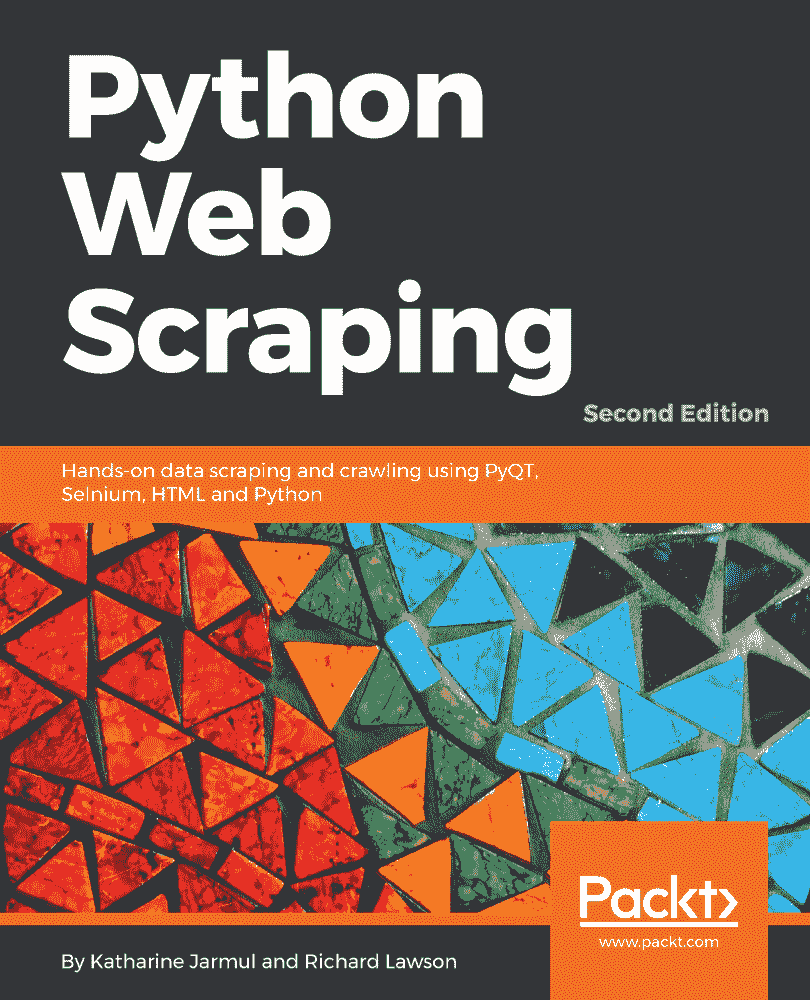 Python
Web
Scraping
Second Edition
Hands-on data scraping and crawling using PyQT,
Selnium, HTML and Python
Packt>
www.packt.com
By Katharine Jarmul and Richard Lawson